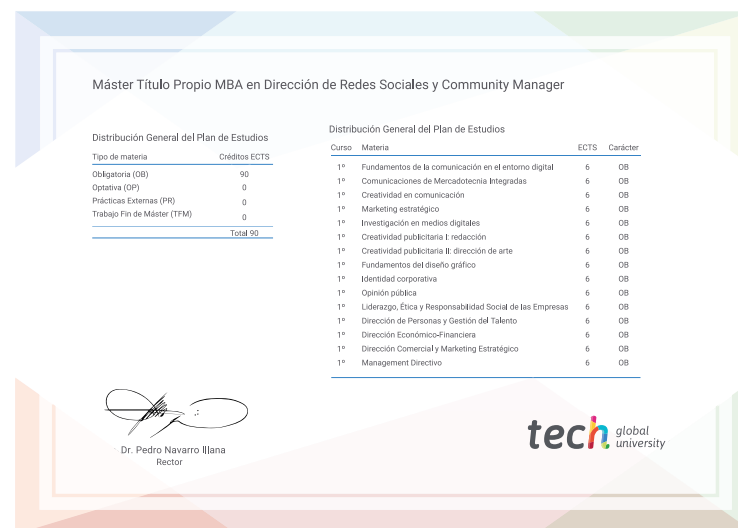 Máster Título Propio MBA en Dirección de Redes Sociales y Community Manager
Distribución General del Plan de Estudios
Tipo de materia Créditos ECTS
Obligatoria (OB) 90
Optativa (OP) 0
Prácticas Externas (PR) 0
Trabajo Fin de Máster (TFM) 0
Total 90
Distribución General del Plan de Estudios
Curso Materia ECTS Carácter
1º Fundamentos de la comunicación en el entorno digital 6 OB
1º Comunicaciones de Mercadotecnia Integradas 6 OB
1º Creatividad en comunicación 6 OB
1º Marketing estratégico 6 OB
1º Investigación en medios digitales 6 OB
1º Creatividad publicitaria I: redacción 6 OB
1º Creatividad publicitaria II: dirección de arte 6 OB
1º Fundamentos del diseño gráfico 6 OB
1º Identidad corporativa 6 OB
1º Opinión pública 6 OB
1º Liderazgo, Ética y Responsabilidad Social de las Empresas 6 OB
1º Dirección de Personas y Gestión del Talento 6 OB
1º Dirección Económico-Financiera 6 OB
1º Dirección Comercial y Marketing Estratégico 6 OB
1º Management Directivo 6 OB
Dr. Pedro Navarro Illana
Rector
tech global
university